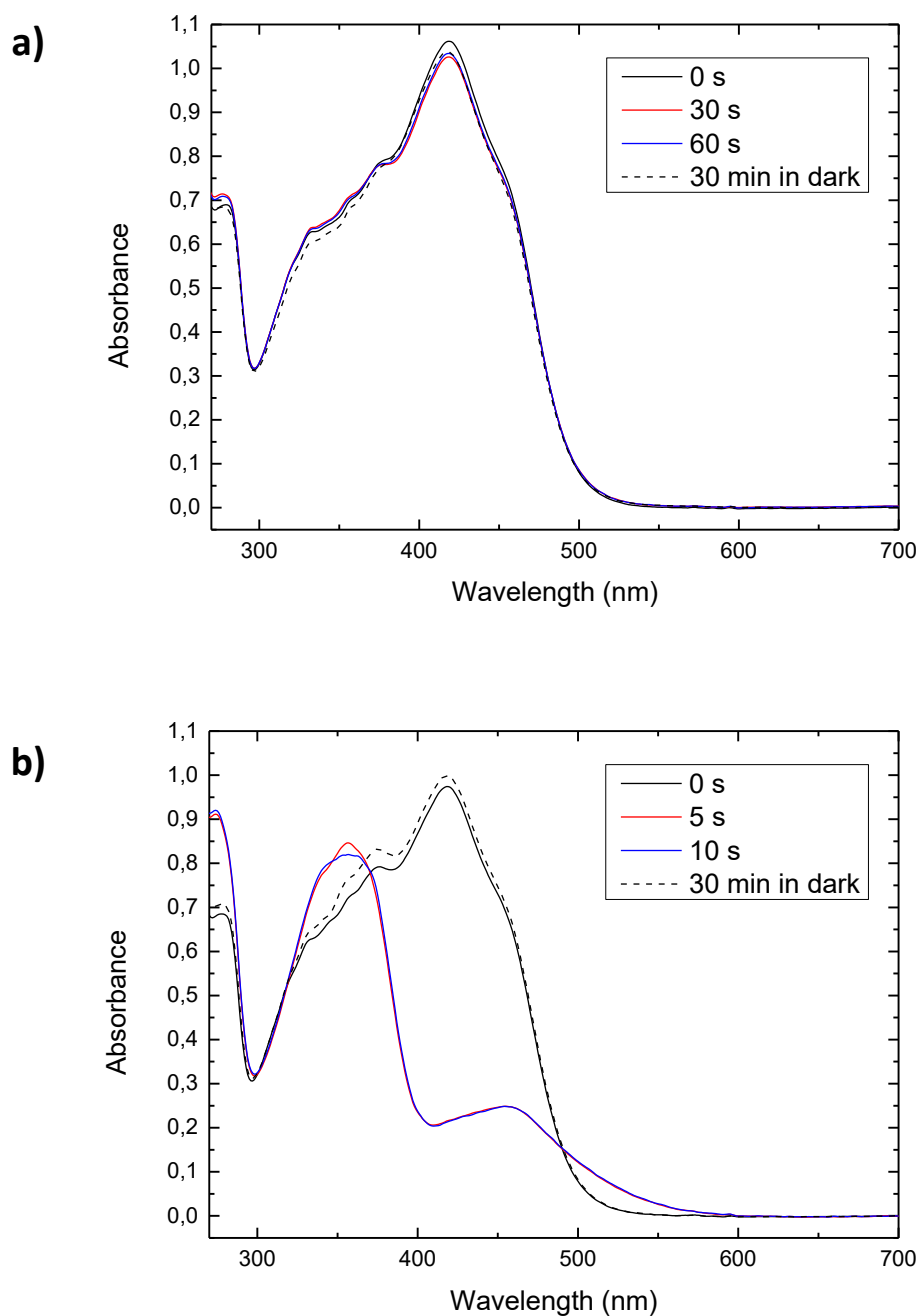 a)
1,1
1,0
0,9
0,8
0,7
0,6
0,5
0,4
0,3
0,2
0,1
0,0
Absorbance
0 s
30 s
60 s
30 min in dark
300 400 500 600 700
Wavelength (nm)
b)
1,1
1,0
0,9
0,8
0,7
0,6
0,5
0,4
0,3
0,2
0,1
0,0
Absorbance
0 s
5 s
10 s
30 min in dark
300 400 500 600 700
Wavelength (nm)